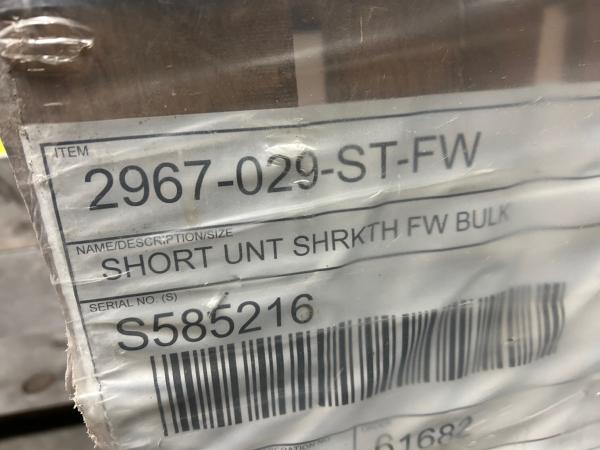 ITEM
2967-029-ST-FW
NAME/DESCRIPTION/SIZE
SHORT UNT SHRKTH FW BULK
SERIAL NO. (S)
S585216
61682